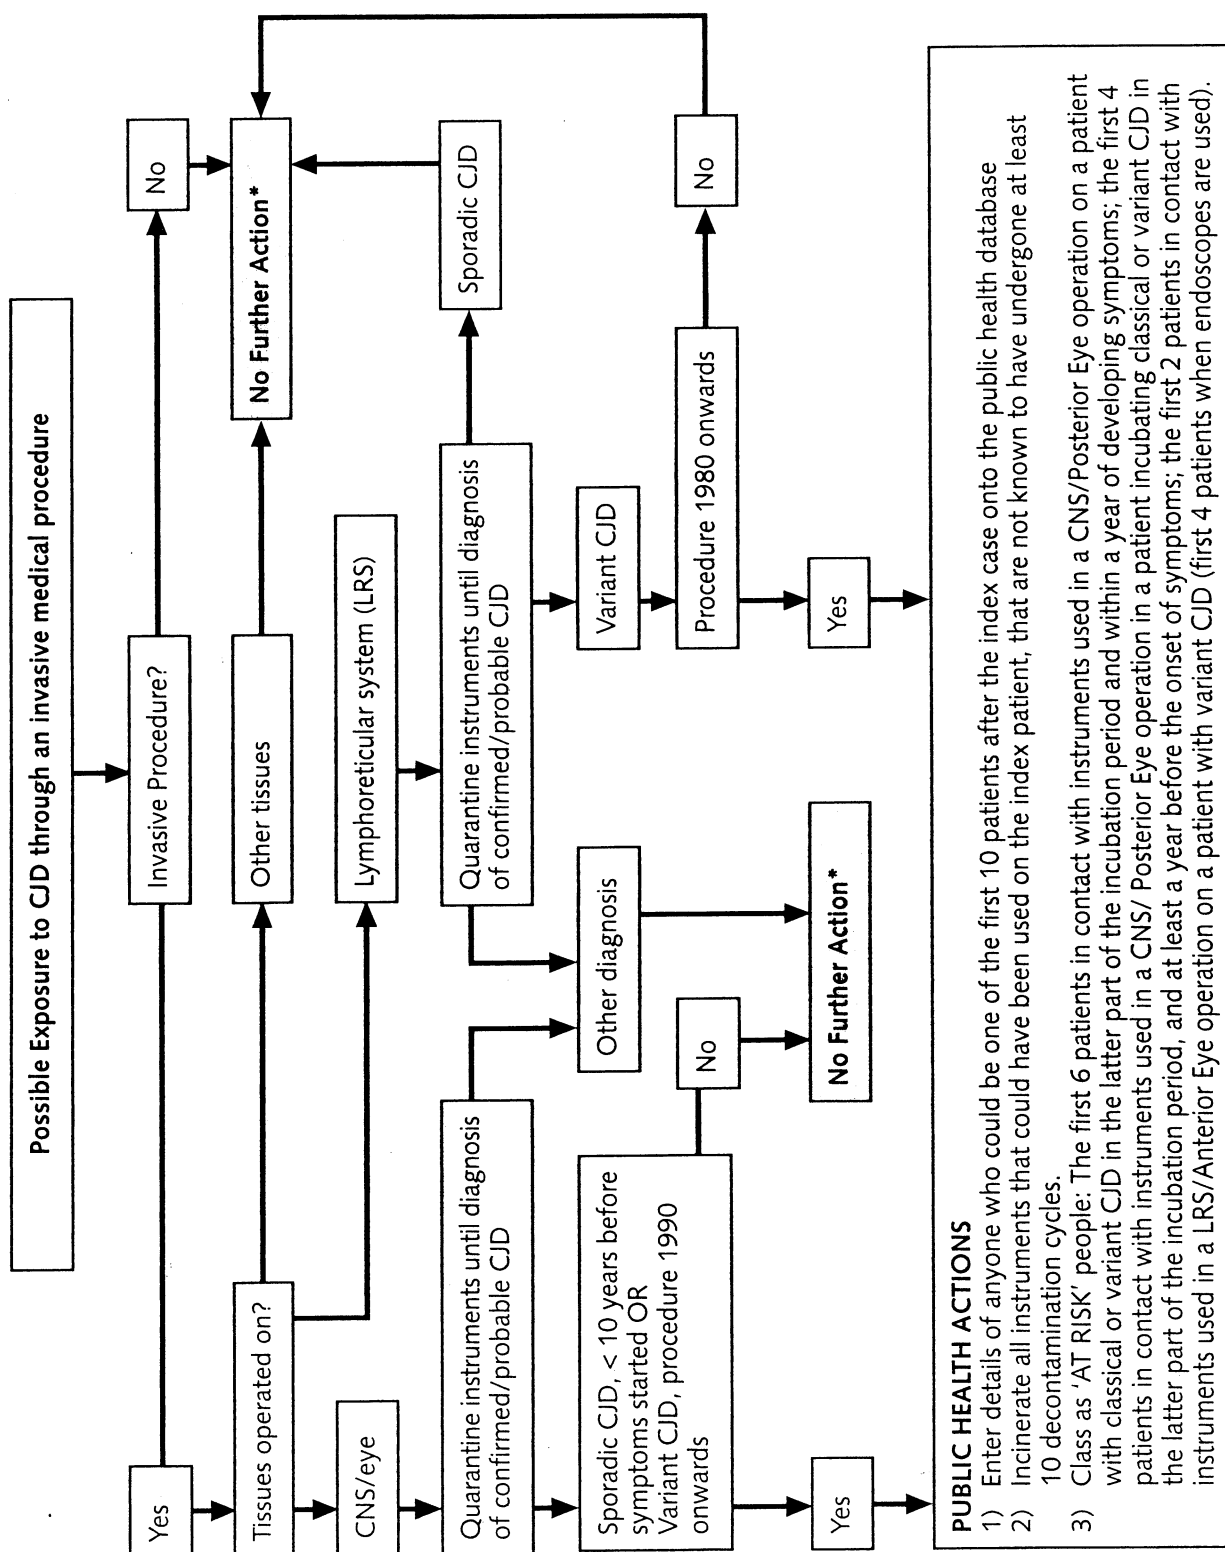 Possible Exposure to CJD through an invasive medical procedure
Yes
Invasive Procedure?
No
Tissues operated on?
Other tissues
No Further Action*
CNS/eye
Lymphoreticular system (LRS)
Quarantine instruments until diagnosis
of confirmed/probable CJD
Quarantine instruments until diagnosis
of confirmed/probable CJD
Sporadic CJD
Sporadic CJD, < 10 years before
symptoms started OR
Variant CJD, procedure 1990
onwards
Other diagnosis
Variant CJD
No
Procedure 1980 onwards
No
Yes
No Further Action*
Yes
PUBLIC HEALTH ACTIONS
1) Enter details of anyone who could be one of the first 10 patients after the index case onto the public health database
2) Incinerate all instruments that could have been used on the index patient, that are not known to have undergone at least
10 decontamination cycles.
3) Class as 'AT RISK' people: The first 6 patients in contact with instruments used in a CNS/Posterior Eye operation on a patient
with classical or variant CJD in the latter part of the incubation period and within a year of developing symptoms; the first 4
patients in contact with instruments used in a CNS/ Posterior Eye operation in a patient incubating classical or variant CJD in
the latter part of the incubation period, and at least a year before the onset of symptoms; the first 2 patients in contact with
instruments used in a LRS/Anterior Eye operation on a patient with variant CJD (first 4 patients when endoscopes are used).